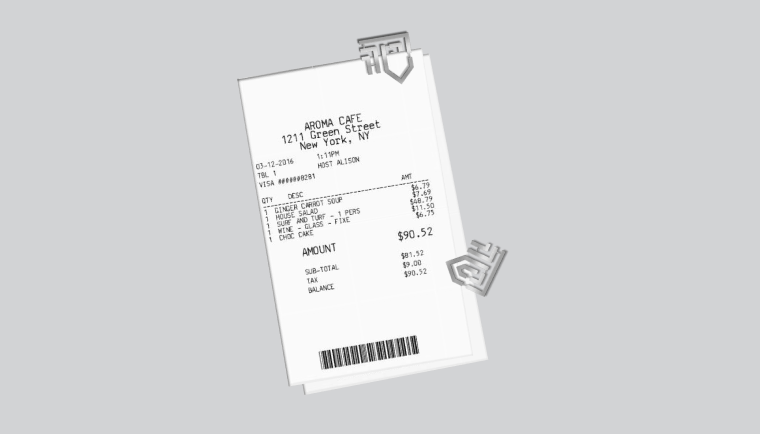 AROMA CAFE
1211 Green Street
New York, NY
03-12-2016 1:11PM
TBL 1 HOST ALISON
VISA ######8281
QTY DESC AMT
1 GINGER CARROT SOUP $6.79
1 HOUSE SALAD $7.69
1 SURF AND TURF - 1 PERS $48.79
1 WINE - GLASS - FIXE $11.50
1 CHOC CAKE $6.75
AMOUNT $90.52
SUB-TOTAL $81.52
TAX $9.00
BALANCE $90.52